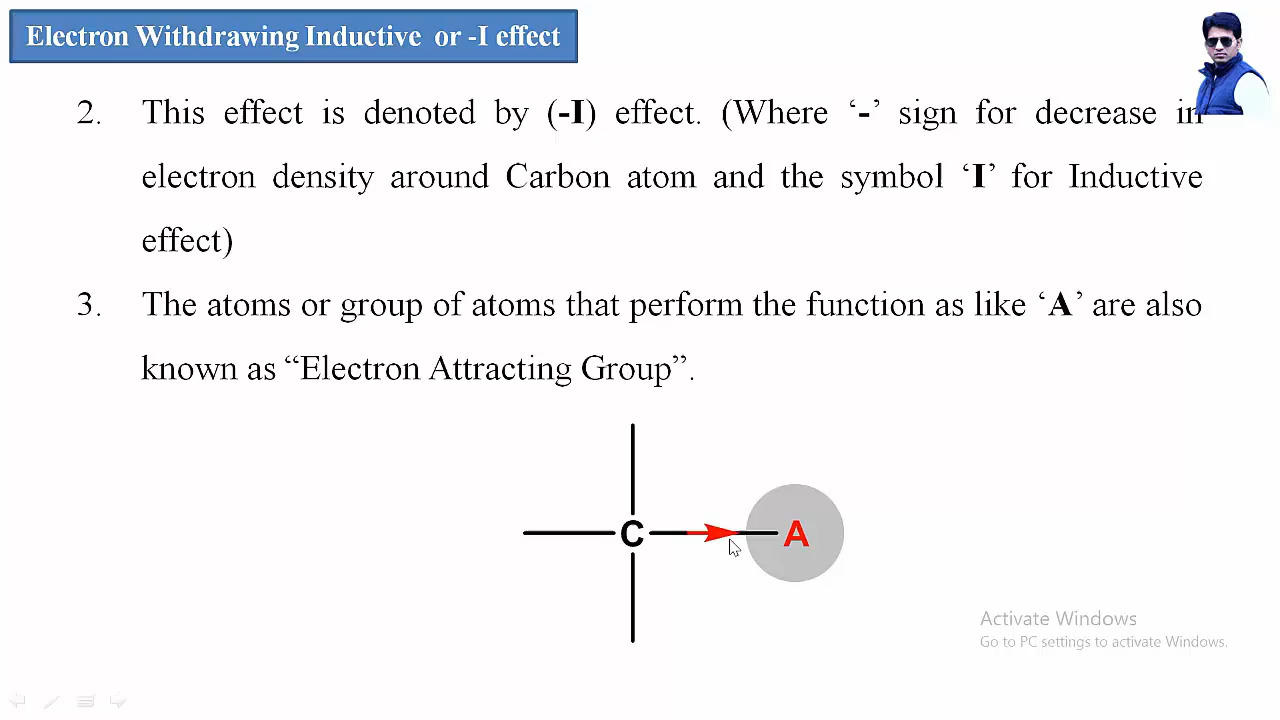 Electron Withdrawing Inductive or -I effect
2. This effect is denoted by (-I) effect. (Where ‘-’ sign for decrease in
electron density around Carbon atom and the symbol ‘I’ for Inductive
effect)
3. The atoms or group of atoms that perform the function as like ‘A’ are also
known as “Electron Attracting Group”.
C A
Activate Windows
Go to PC settings to activate Windows.